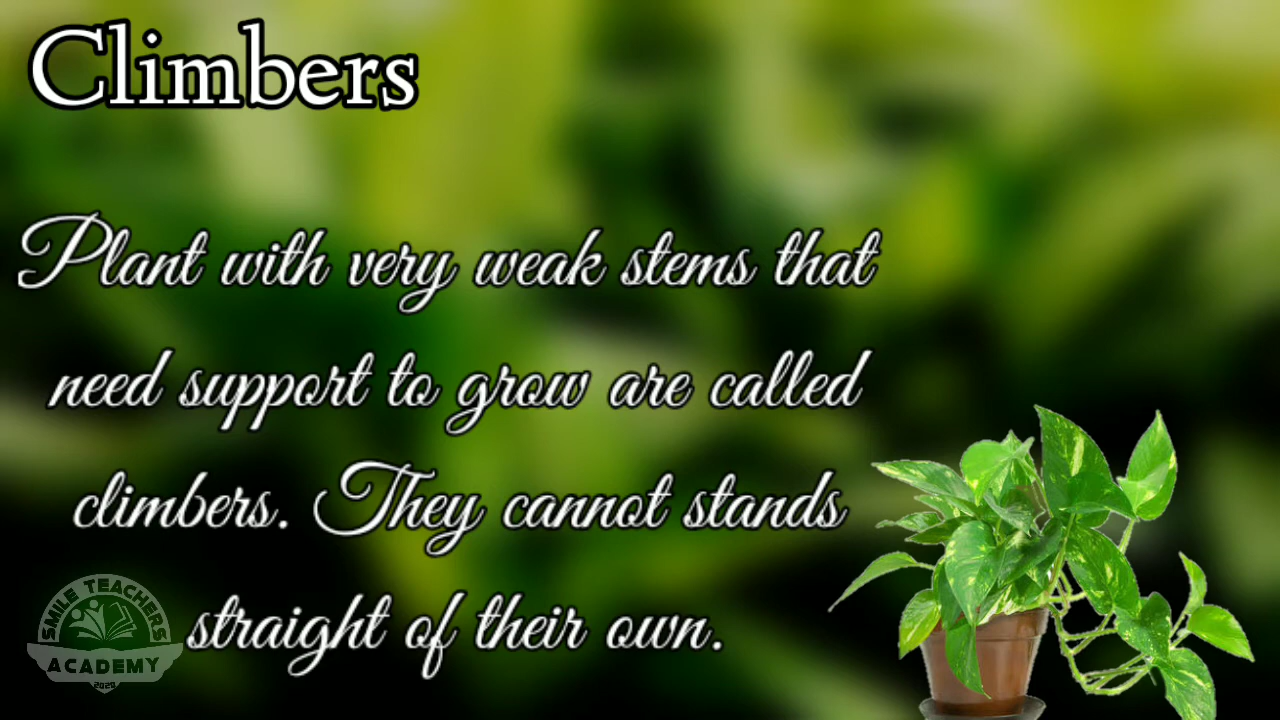 Climbers
Plant with very weak stems that
need support to grow are called
climbers. They cannot stands
straight of their own.
SMILE TEACHERS
ACADEMY
2020